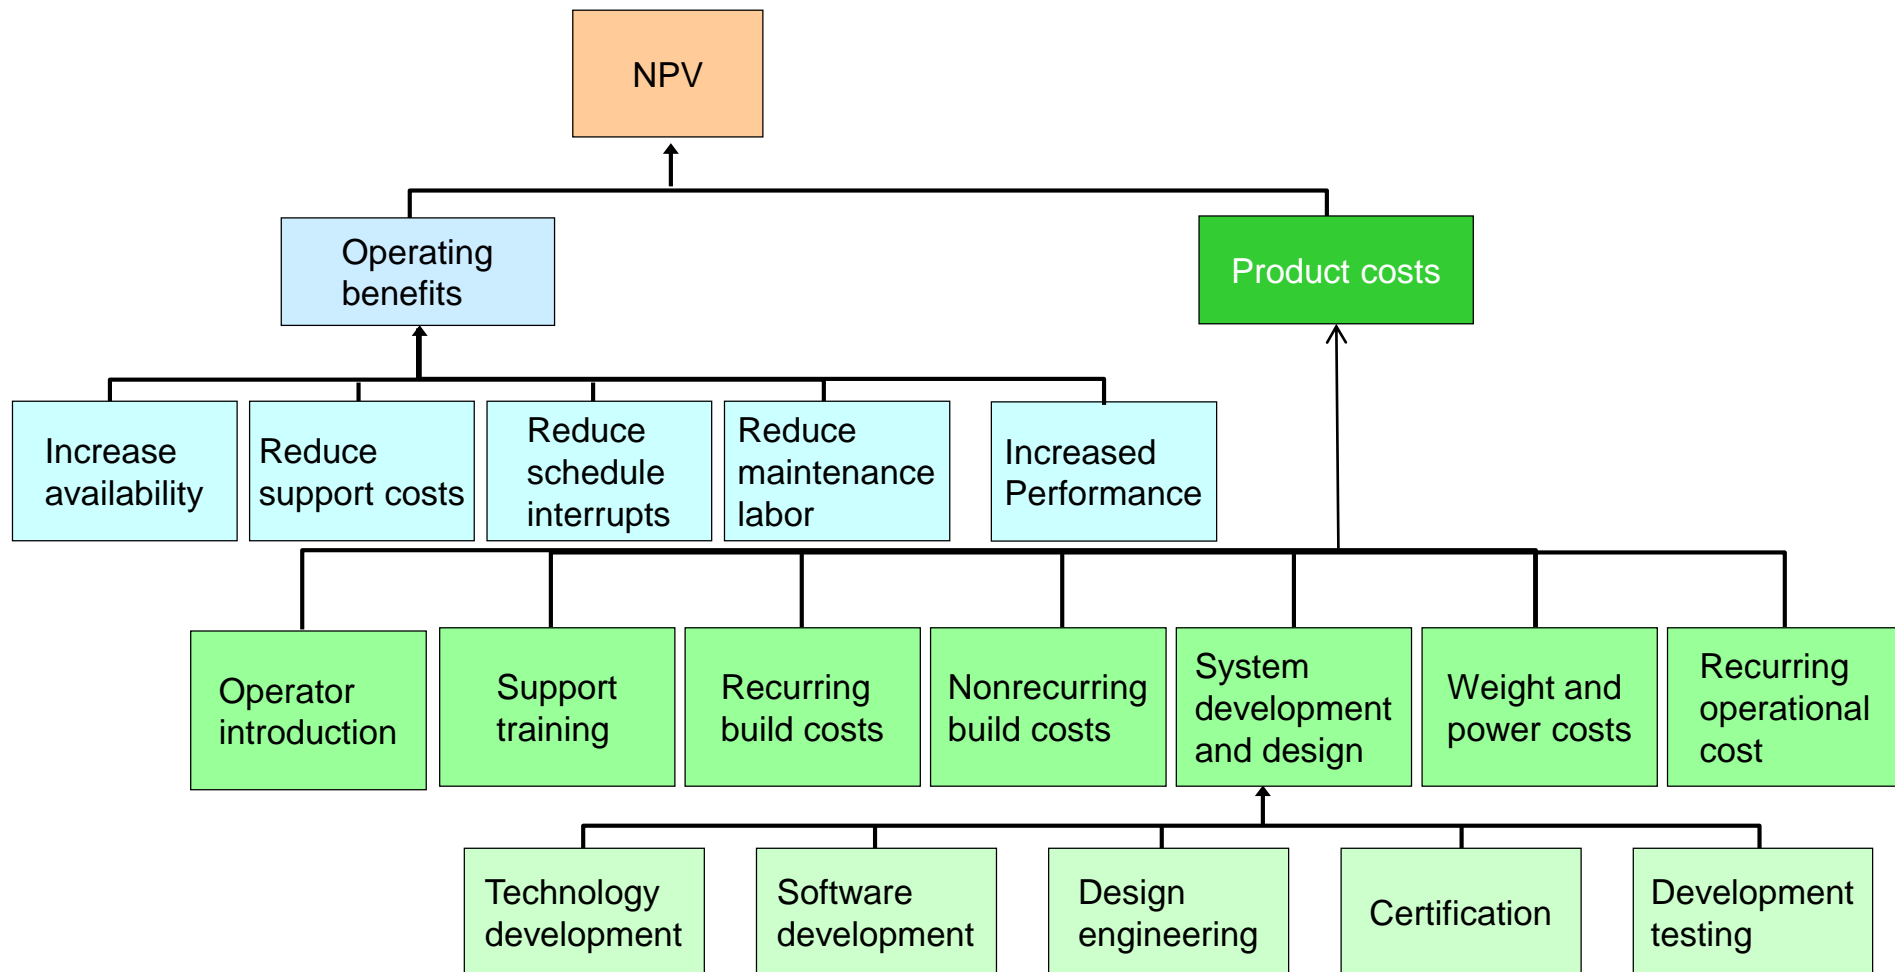 NPV
Operating
benefits
Product costs
Increase
availability
Reduce
support costs
Reduce
schedule
interrupts
Reduce
maintenance
labor
Increased
Performance
Operator
introduction
Support
training
Recurring
build costs
Nonrecurring
build costs
System
development
and design
Weight and
power costs
Recurring
operational
cost
Technology
development
Software
development
Design
engineering
Certification
Development
testing